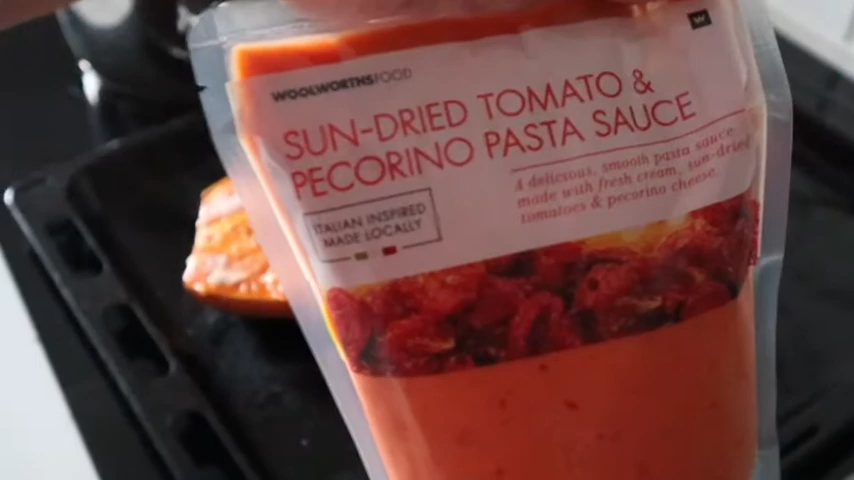 WOOLWORTHSFOOD
W
SUN-DRIED TOMATO &
PECORINO PASTA SAUCE
A delicious, smooth pasta sauce
made with fresh cream, sun-dried
tomatoes & pecorino cheese.
ITALIAN INSPIRED
MADE LOCALLY